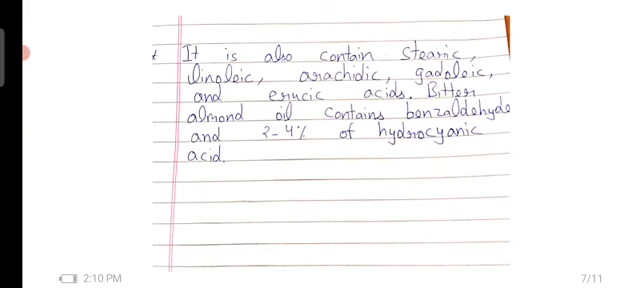 * It is also contain stearic,
linoleic, arachidic, gadoleic,
and erucic acids. Bitter
almond oil contains benzaldehyde
and 2-4% of hydrocyanic
acid.
2:10 PM
7/11